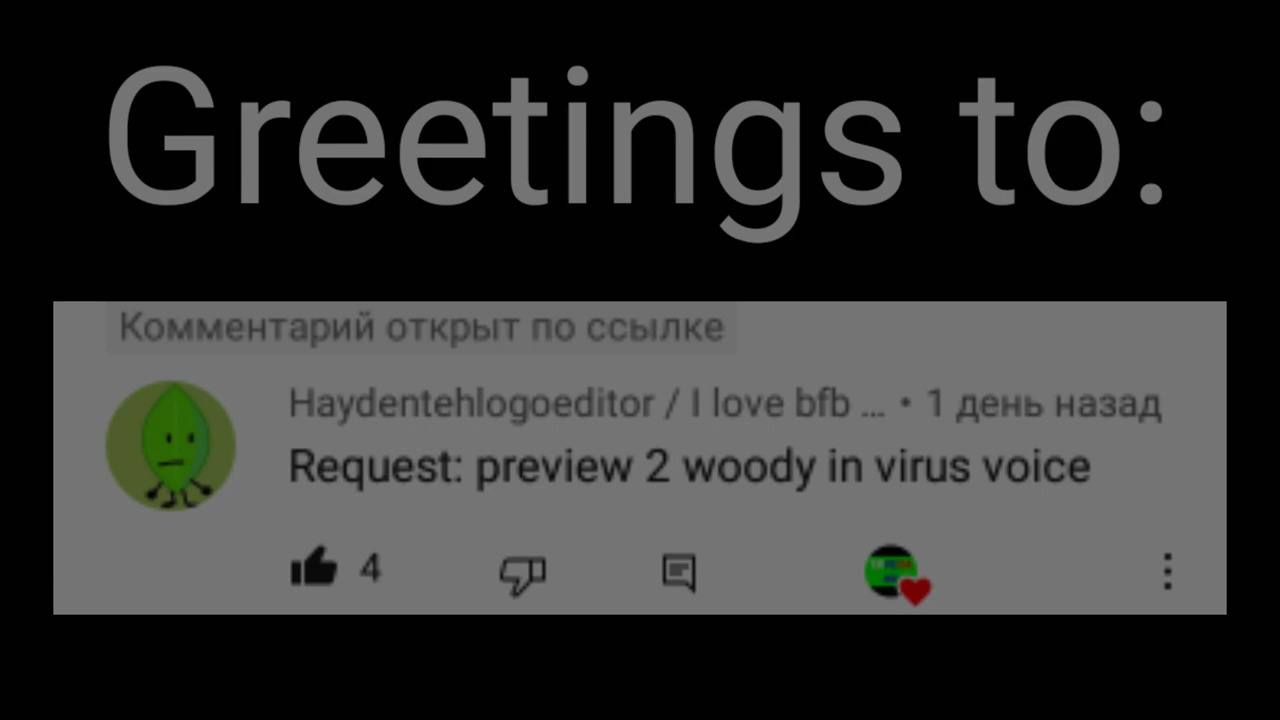 Greetings to:
Комментарий открыт по ссылке
Haydentehlogoeditor / I love bfb ... • 1 день назад
Request: preview 2 woody in virus voice
4